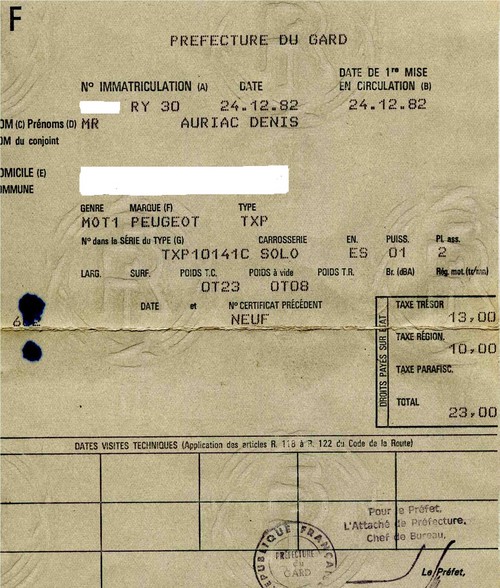 F
PREFECTURE DU GARD
N° IMMATRICULATION (A) DATE DATE DE 1re MISE EN CIRCULATION (B)
RY 30 24.12.82 24.12.82
OM (C) Prénoms (D) MR AURIAC DENIS
OM du conjoint
OMICILE (E)
OMMUNE
GENRE MARQUE (F) TYPE
MOT1 PEUGEOT TXP
N° dans la SÉRIE du TYPE (G) CARROSSERIE EN. PUISS. Pl. ass.
TXP10141C SOLO ES 01 2
LARG. SURF. POIDS T.C. POIDS à vide POIDS T.R. Br. (dBA) Rég. mot. (tr/mn)
0T23 0T08
DATE et N° CERTIFICAT PRÉCÉDENT
NEUF
DROITS PAYÉS SUR ÉTAT
TAXE TRÉSOR
13,00
TAXE RÉGION.
10,00
TAXE PARAFISC.
TOTAL
23,00
DATES VISITES TECHNIQUES (Application des articles R. 118 à R. 122 du Code de la Route)
Pour le Préfet,
L'Attaché de Préfecture,
Chef de Bureau,
RÉPUBLIQUE FRANÇAI
PRÉFECTURE
du
GARD
Le Préfet,